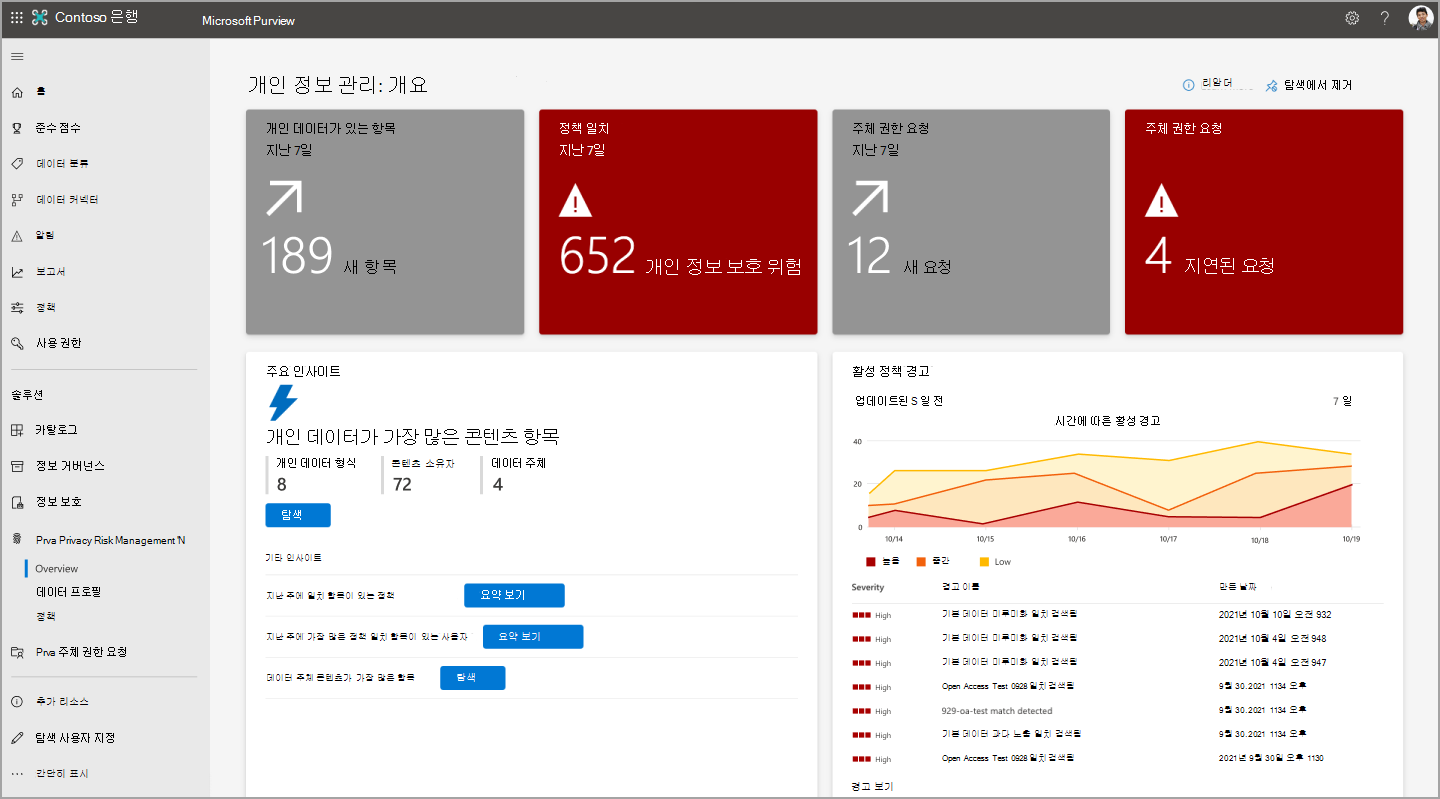 Contoso 은행
Microsoft Purview
홈
준수 점수
데이터 분류
데이터 커넥터
알림
보고서
정책
사용 권한
솔루션
카탈로그
정보 거버넌스
정보 보호
Prva Privacy Risk Management 'N
Overview
데이터 프로필
정책
Prva 주체 권한 요청
추가 리소스
탐색 사용자 지정
간단히 표시
개인 정보 관리: 개요
탐색에서 제거
개인 데이터가 있는 항목
지난 7일
189 새 항목
정책 일치
지난 7일
652 개인 정보 보호 위험
주체 권한 요청
지난 7일
12 새 요청
주체 권한 요청
4 지연된 요청
주요 인사이트
개인 데이터가 가장 많은 콘텐츠 항목
개인 데이터 형식 콘텐츠 소유자 데이터 주체
8 72 4
탐색
기타 인사이트
지난 주에 일치 항목이 있는 정책 요약 보기
지난 주에 가장 많은 정책 일치 항목이 있는 사용자 요약 보기
데이터 주체 콘텐츠가 가장 많은 항목 탐색
활성 정책 경고
업데이트된 S 일 전 7 일
시간에 따른 활성 경고
40
20
0
10/14 10/15 10/16 10/17 10/18 10/19
높음 중간 Low
Severity 경고 이름 만든 날짜
High 기본 데이터 미투미화 일치 검색됨 2021년 10월 10일 오전 932
High 기본 데이터 미투미화 일치 검색됨 2021년 10월 4일 오전 948
High 기본 데이터 미투미화 일치 검색됨 2021년 10월 4일 오전 947
High Open Access Test 0928 일치 검색됨 9월 30.2021 1134 오후
High 929-oa-test match detected 9월 30.2021 1134 오후
High 기본 데이터 과다 노출 일치 검색됨 9월 30.2021 1134 오후
High Open Access Test 0928 일치 검색됨 2021년 9월 30일 오후 1130
경고 보기